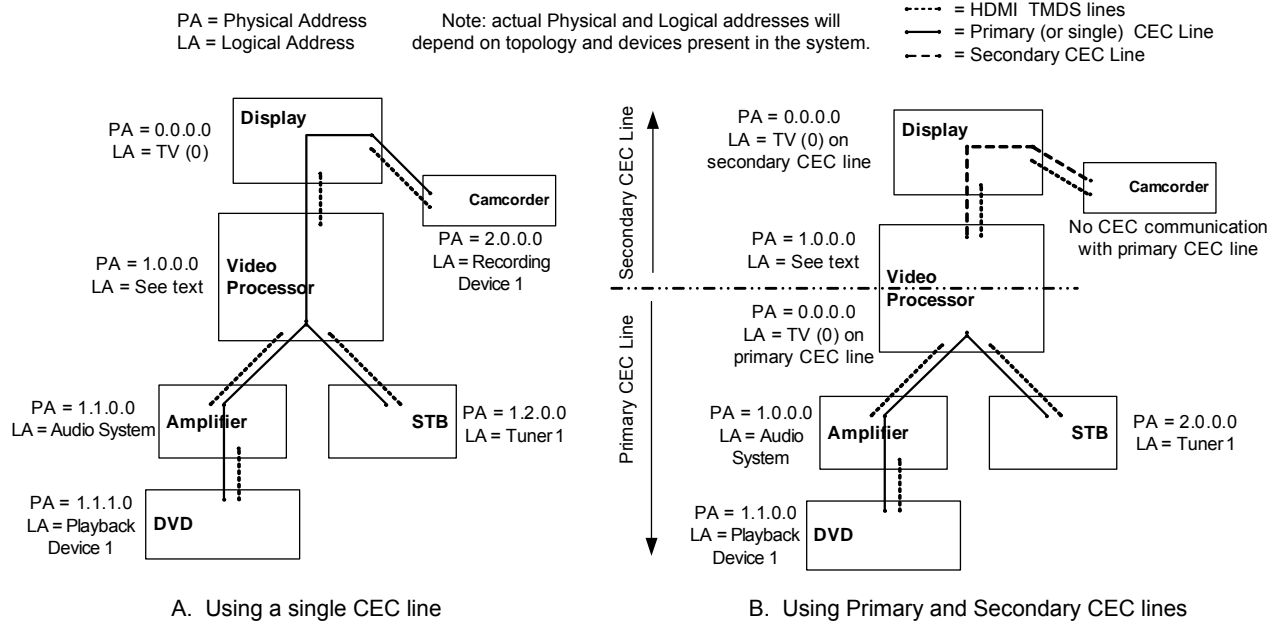 PA = Physical Address
LA = Logical Address
Note: actual Physical and Logical addresses will
depend on topology and devices present in the system.
= HDMI TMDS lines
= Primary (or single) CEC Line
= Secondary CEC Line
Display
PA = 0.0.0.0
LA = TV (0)
Camcorder
PA = 2.0.0.0
LA = Recording
Device 1
PA = 1.0.0.0
LA = See text
Video
Processor
PA = 1.1.0.0
LA = Audio System
Amplifier
STB
PA = 1.2.0.0
LA = Tuner 1
PA = 1.1.1.0
LA = Playback
Device 1
DVD
A. Using a single CEC line
Secondary CEC Line
Primary CEC Line
PA = 0.0.0.0
LA = TV (0) on
secondary CEC line
Display
Camcorder
No CEC communication
with primary CEC line
PA = 1.0.0.0
LA = See text
Video
Processor
PA = 0.0.0.0
LA = TV (0) on
primary CEC line
PA = 1.0.0.0
LA = Audio
System
Amplifier
STB
PA = 2.0.0.0
LA = Tuner 1
PA = 1.1.0.0
LA = Playback
Device 1
DVD
B. Using Primary and Secondary CEC lines